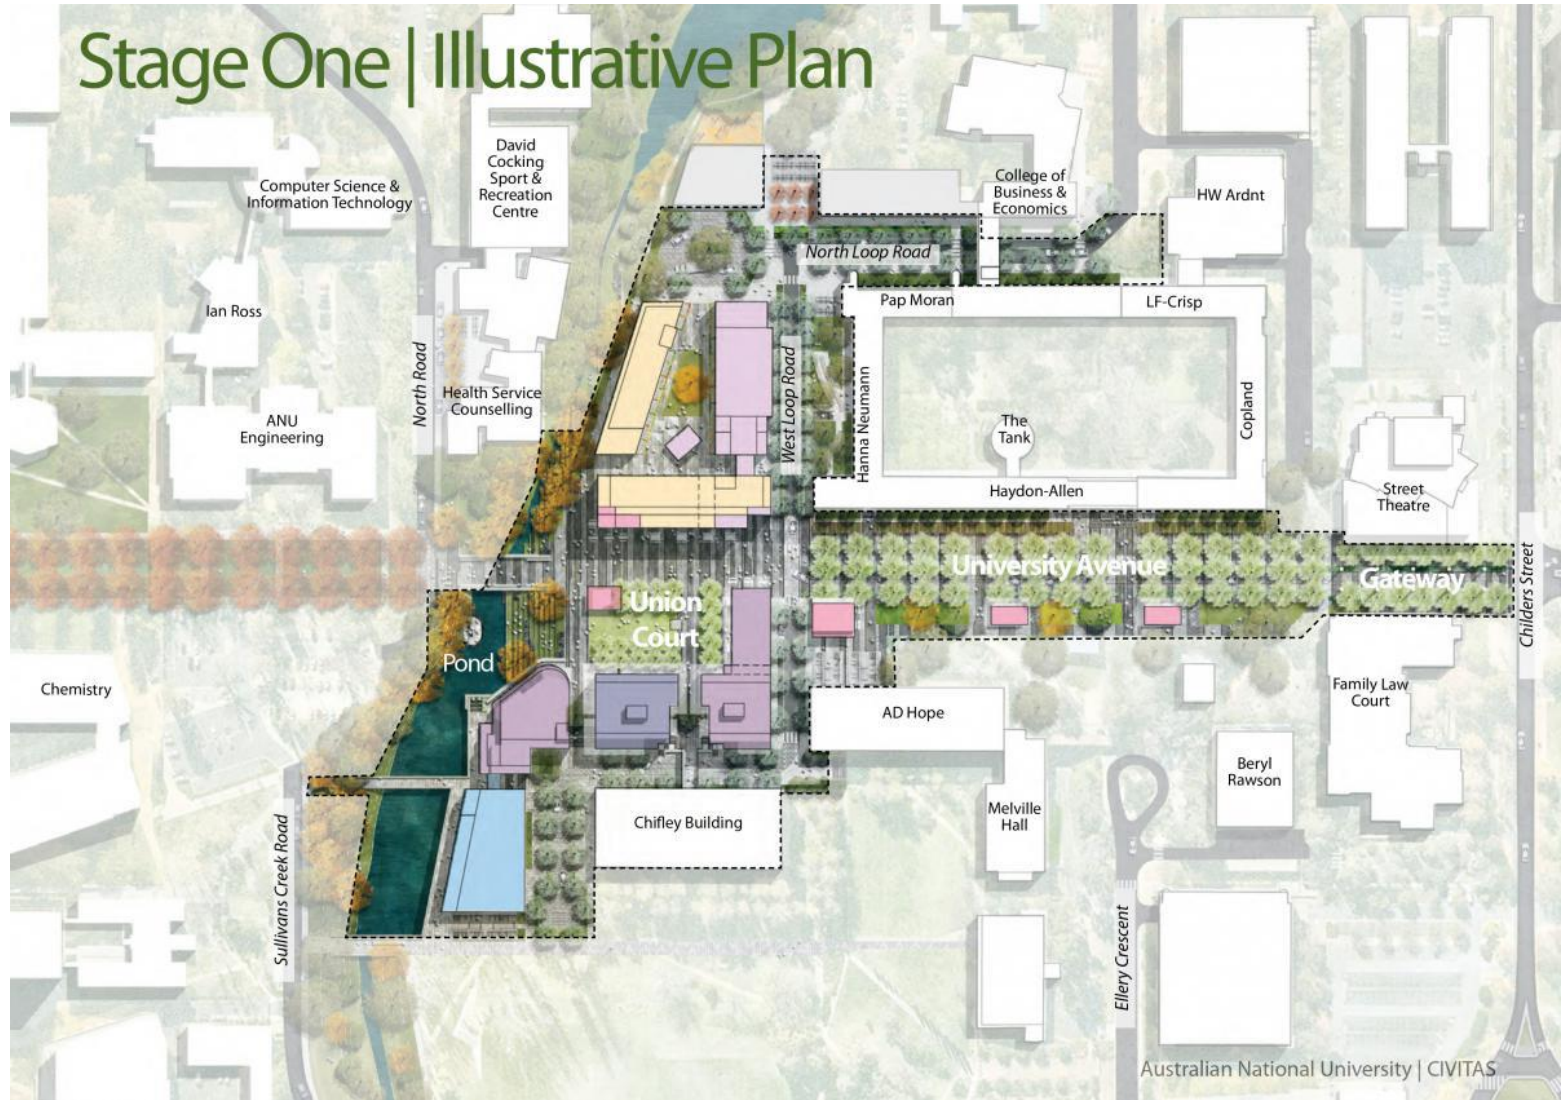 Stage One | Illustrative Plan
David
Cocking
Sport &
Recreation
Centre
Computer Science &
Information Technology
College of
Business &
Economics
HW Ardnt
North Loop Road
Ian Ross
Pap Moran
LF-Crisp
North Road
Health Service
Counselling
West Loop Road
Hanna Neumann
Copland
ANU
Engineering
The
Tank
Haydon-Allen
Street
Theatre
University Avenue
Gateway
Childers Street
Union
Court
Pond
Chemistry
AD Hope
Family Law
Court
Beryl
Rawson
Melville
Hall
Chifley Building
Sullivans Creek Road
Ellery Crescent
Australian National University | CIVITAS